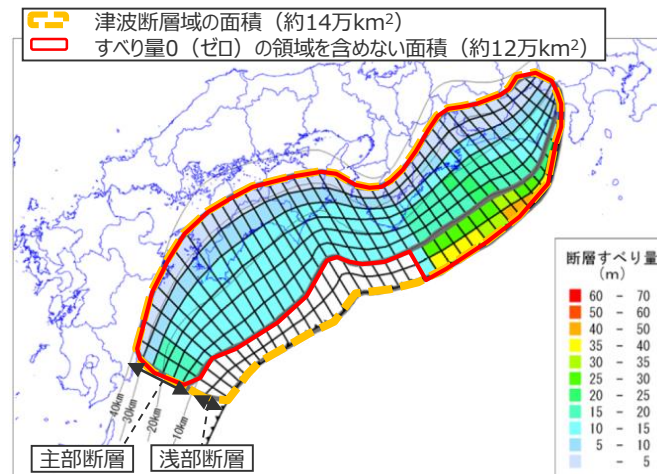 津波断層域の面積（約14万km²）
すべり量0（ゼロ）の領域を含めない面積（約12万km²）
断層すべり量
（m）
60 - 70
50 - 60
40 - 50
35 - 40
30 - 35
25 - 30
20 - 25
15 - 20
10 - 15
5 - 10
- 5
40km
30km
20km
10km
主部断層
浅部断層